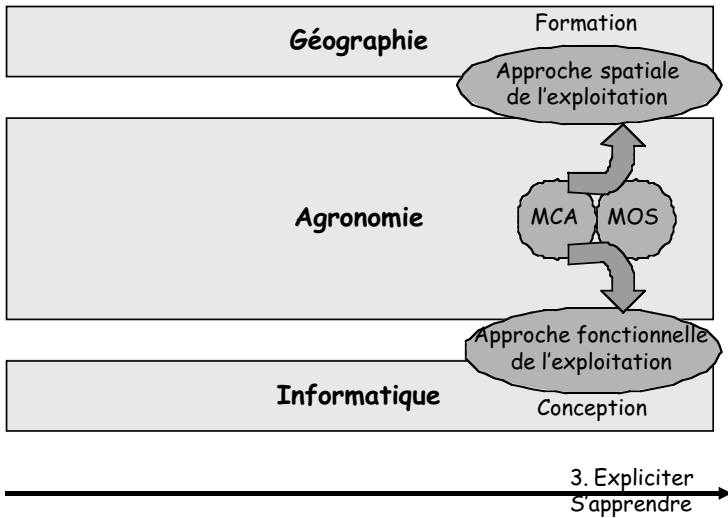 Formation
Géographie
Approche spatiale
de l'exploitation
Agronomie
MCA
MOS
Approche fonctionnelle
de l'exploitation
Informatique
Conception
3. Expliciter
S'apprendre